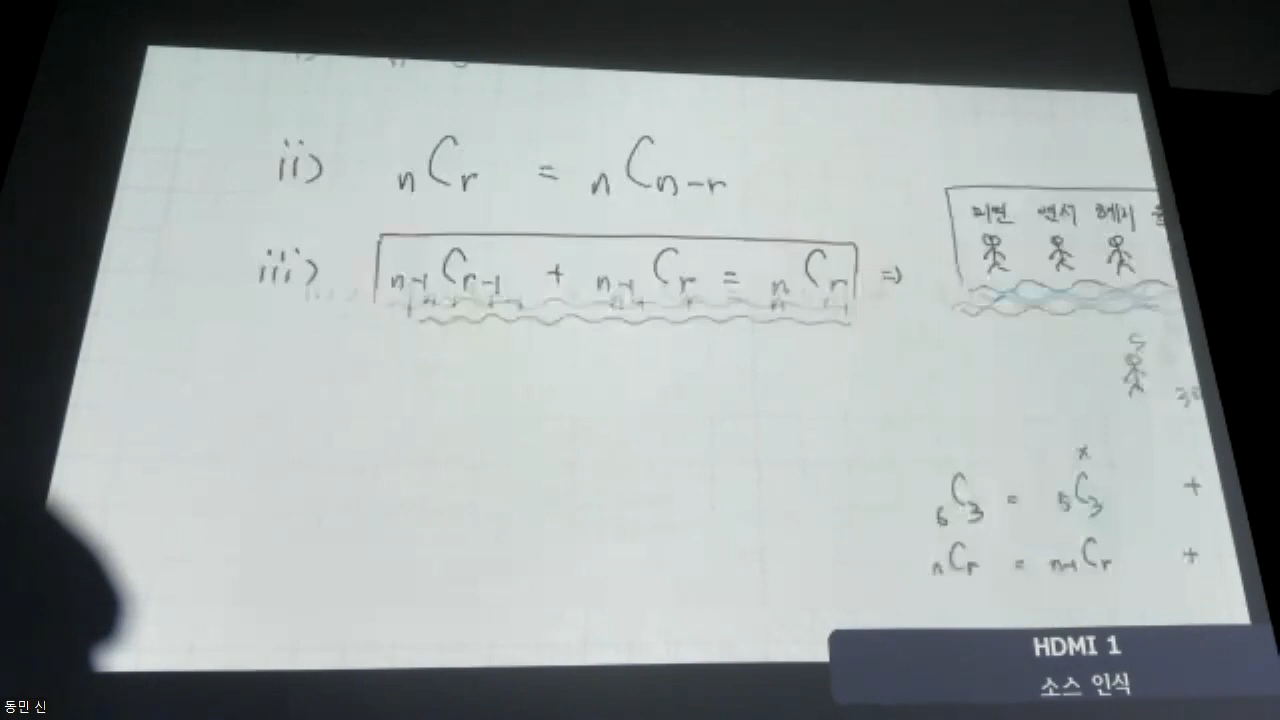 ii) nCr = nCn-r
iii) n-1Cr-1 + n-1Cr = nCr ⇒
미현 민서 혜지
6C3 = 5C3 +
x
nCr = n-1Cr +
HDMI 1
소스 인식
동민 신